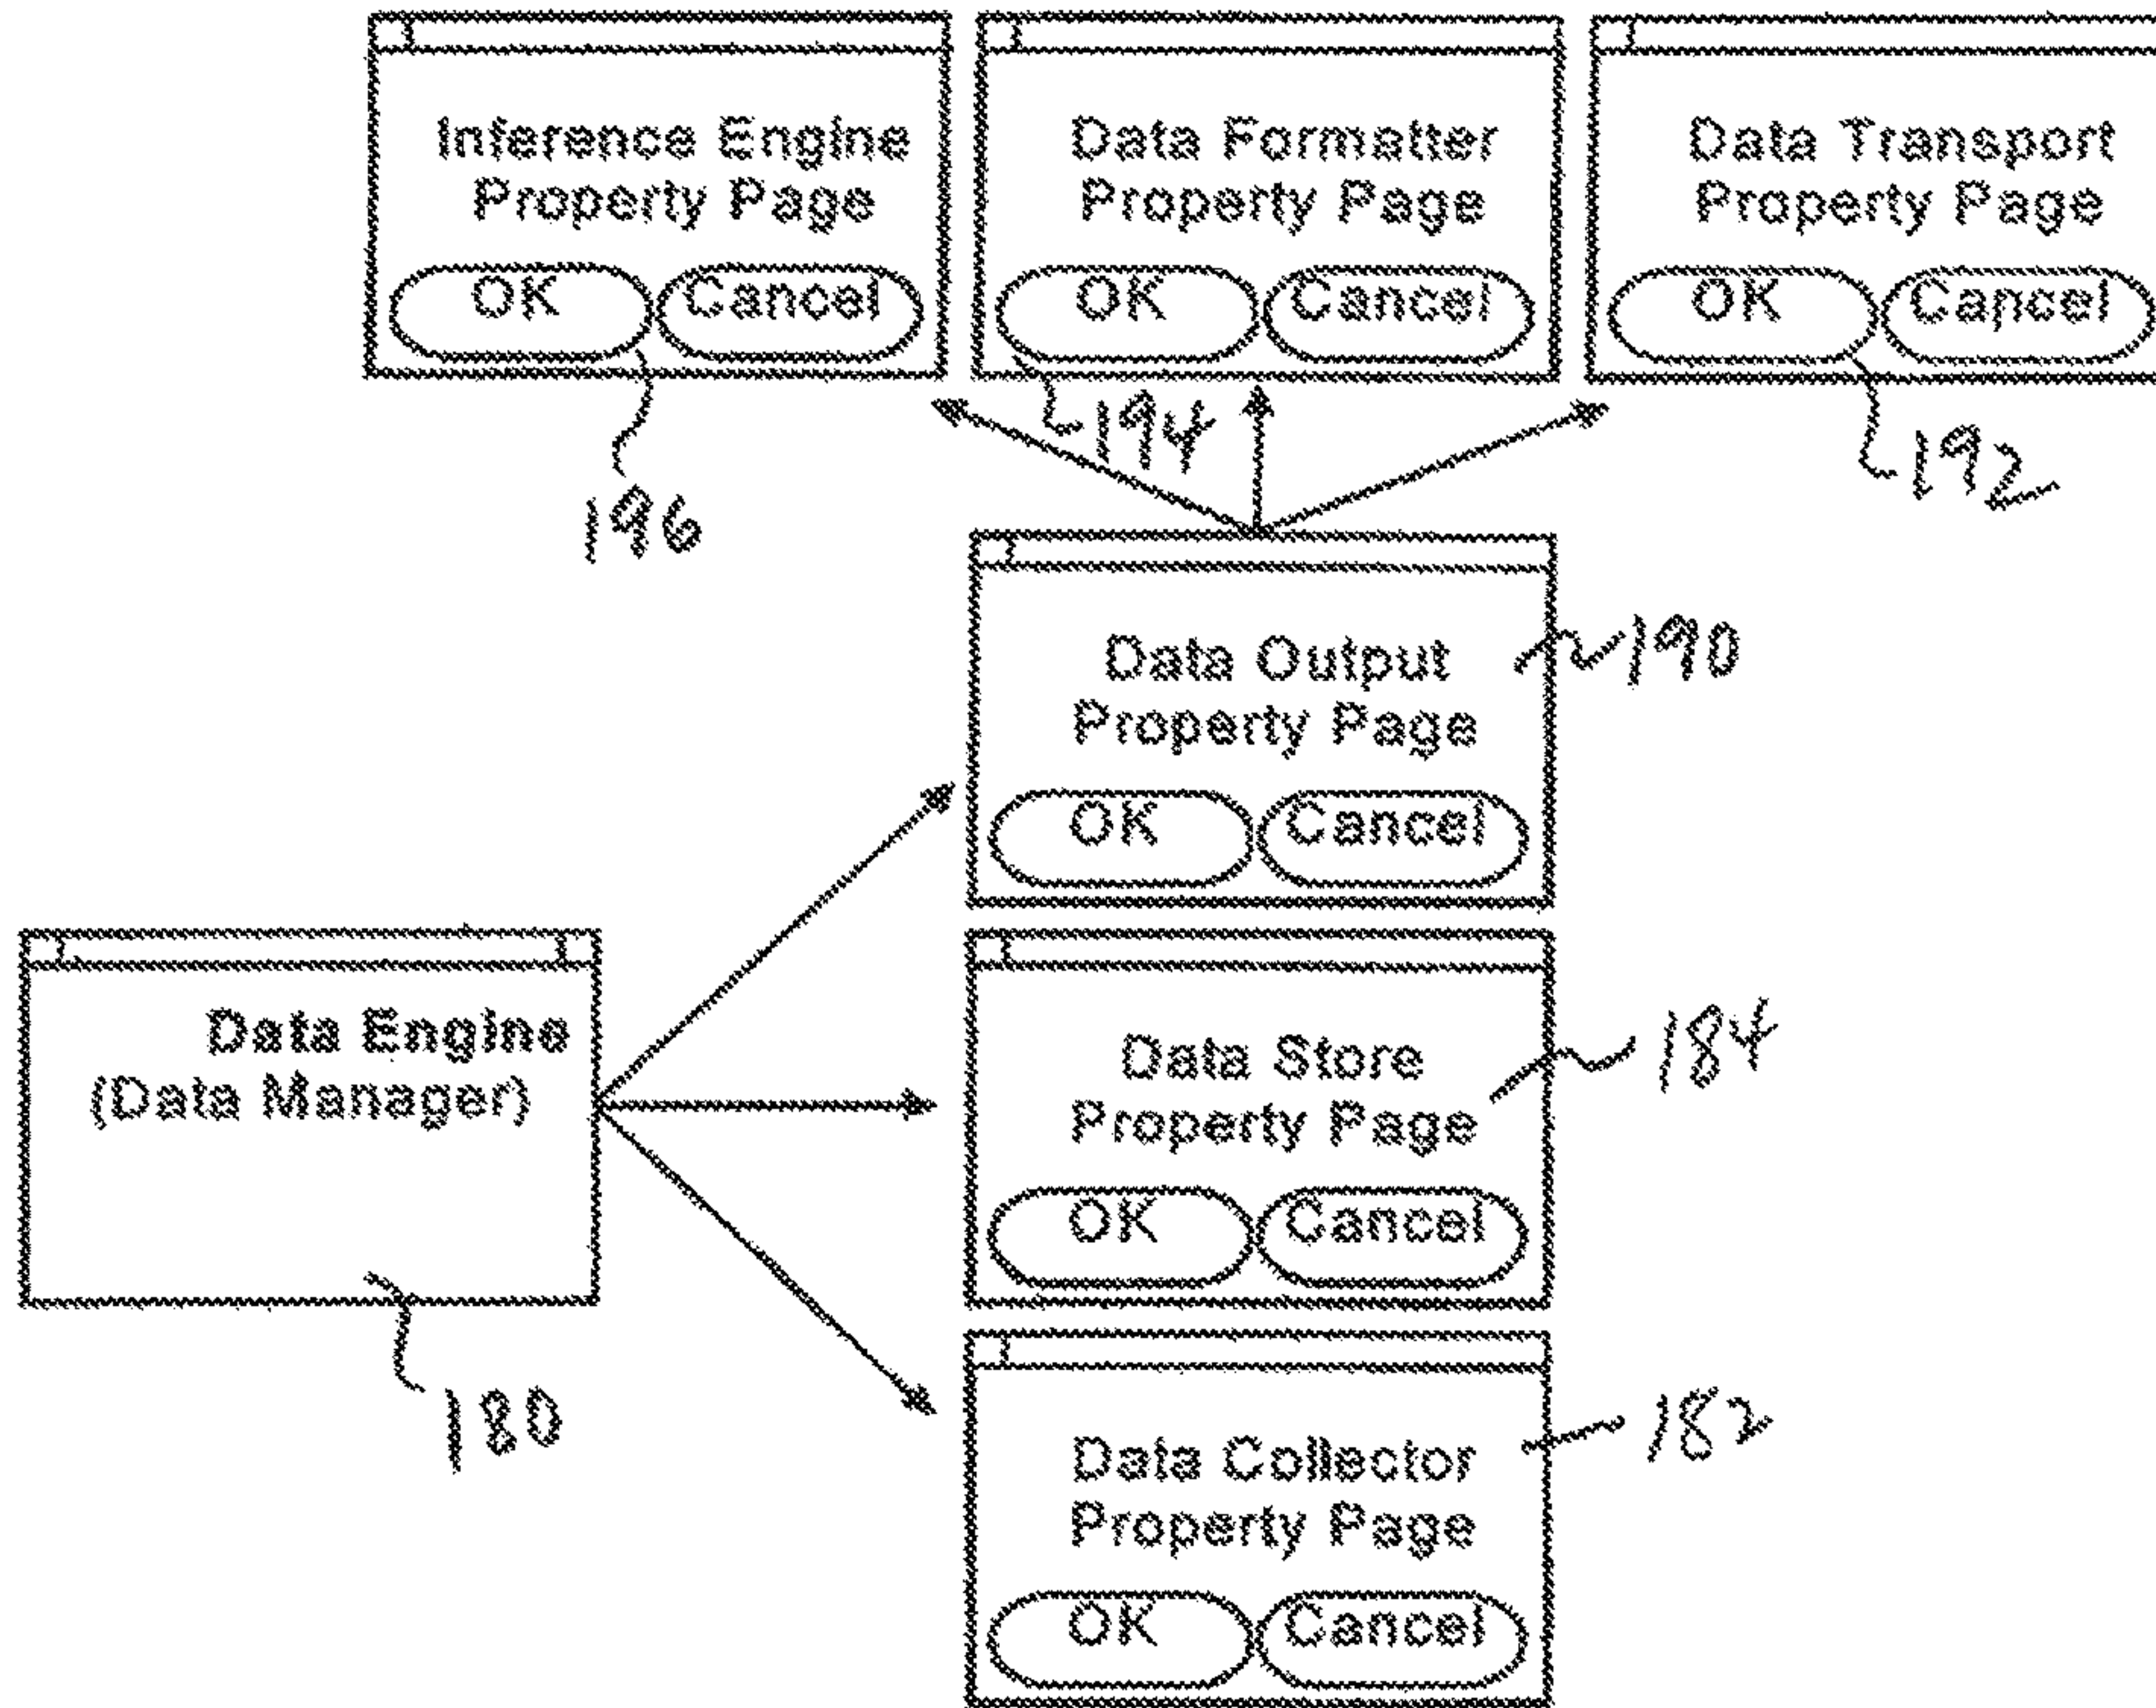 Inference Engine
Property Page
OK Cancel
Data Formatter
Property Page
OK Cancel
Data Transport
Property Page
OK Cancel
196
194
192
Data Output
Property Page
OK Cancel
190
Data Engine
(Data Manager)
180
Data Store
Property Page
OK Cancel
184
Data Collector
Property Page
OK Cancel
182